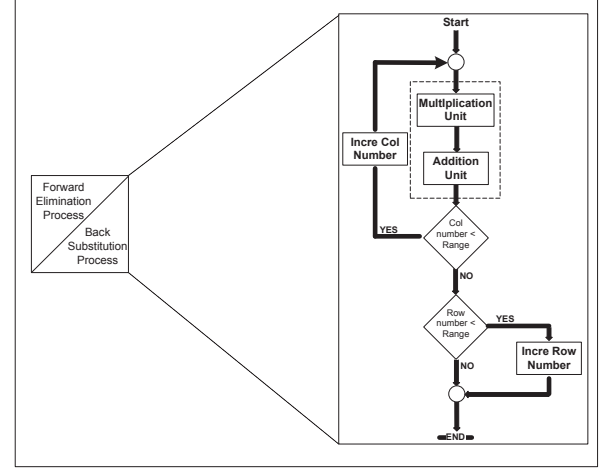 Start
MultIplication
Unit
Incre Col
Number
Addition
Unit
Forward
Elimination
Process
Back
Substitution
Process
Col
number <
Range
YES
NO
Row
number <
Range
YES
Incre Row
Number
NO
END